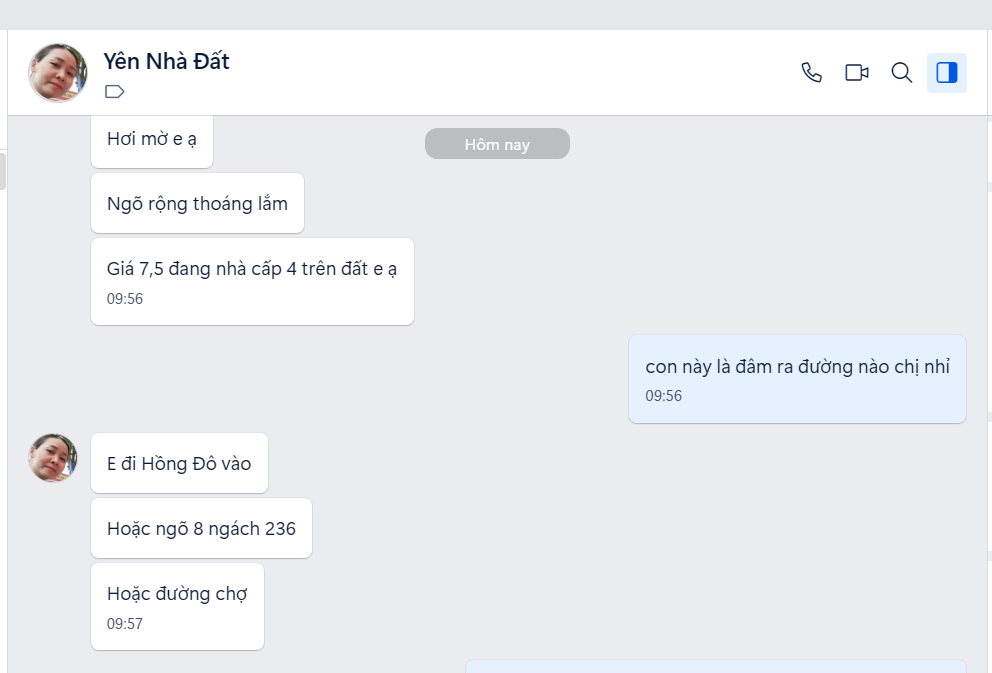 Yên Nhà Đất
Hơi mờ e ạ
Hôm nay
Ngõ rộng thoáng lắm
Giá 7,5 đang nhà cấp 4 trên đất e ạ
09:56
con này là đâm ra đường nào chị nhỉ
09:56
E đi Hồng Đô vào
Hoặc ngõ 8 ngách 236
Hoặc đường chợ
09:57